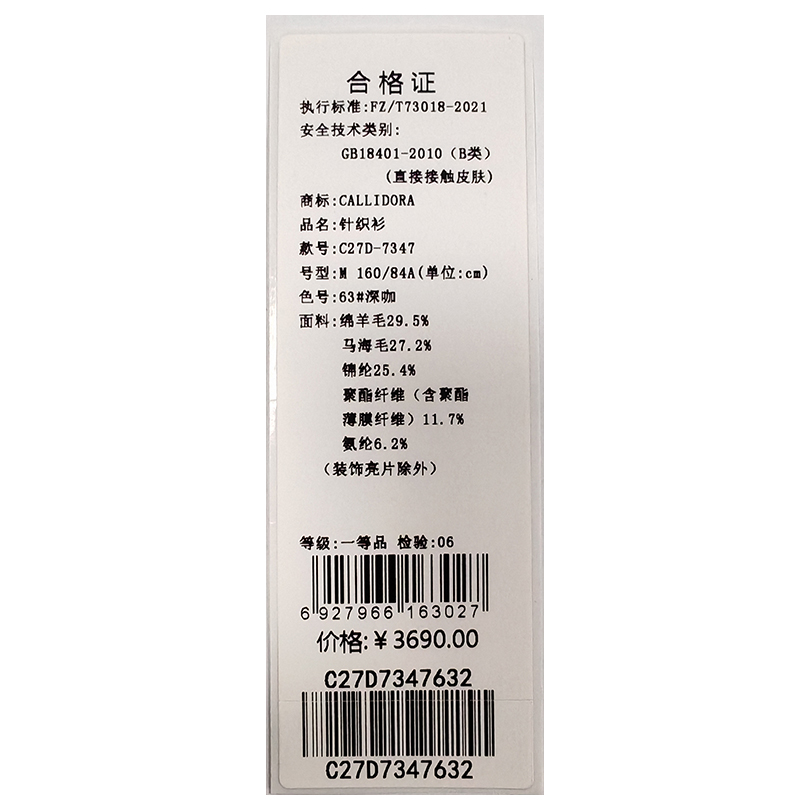 合格证
执行标准:FZ/T73018-2021
安全技术类别:
GB18401-2010（B类）
(直接接触皮肤)
商标:CALLIDORA
品名:针织衫
款号:C27D-7347
号型:M 160/84A(单位:cm)
色号:63#深咖
面料:绵羊毛29.5%
马海毛27.2%
锦纶25.4%
聚酯纤维（含聚酯
薄膜纤维）11.7%
氨纶6.2%
（装饰亮片除外）
等级:一等品 检验:06
6 927966 163027
价格:￥3690.00
C27D7347632
C27D7347632